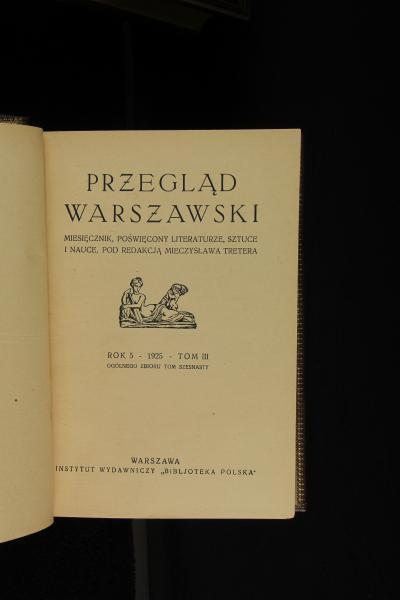 PRZEGLĄD
WARSZAWSKI
MIESIĘCZNIK, POŚWIĘCONY LITERATURZE, SZTUCE
I NAUCE, POD REDAKCJĄ MIECZYSŁAWA TRETERA
ROK 5 - 1925 - TOM III
OGÓLNEGO ZBIORU TOM SZESNASTY
WARSZAWA
INSTYTUT WYDAWNICZY „BIBLJOTEKA POLSKA“